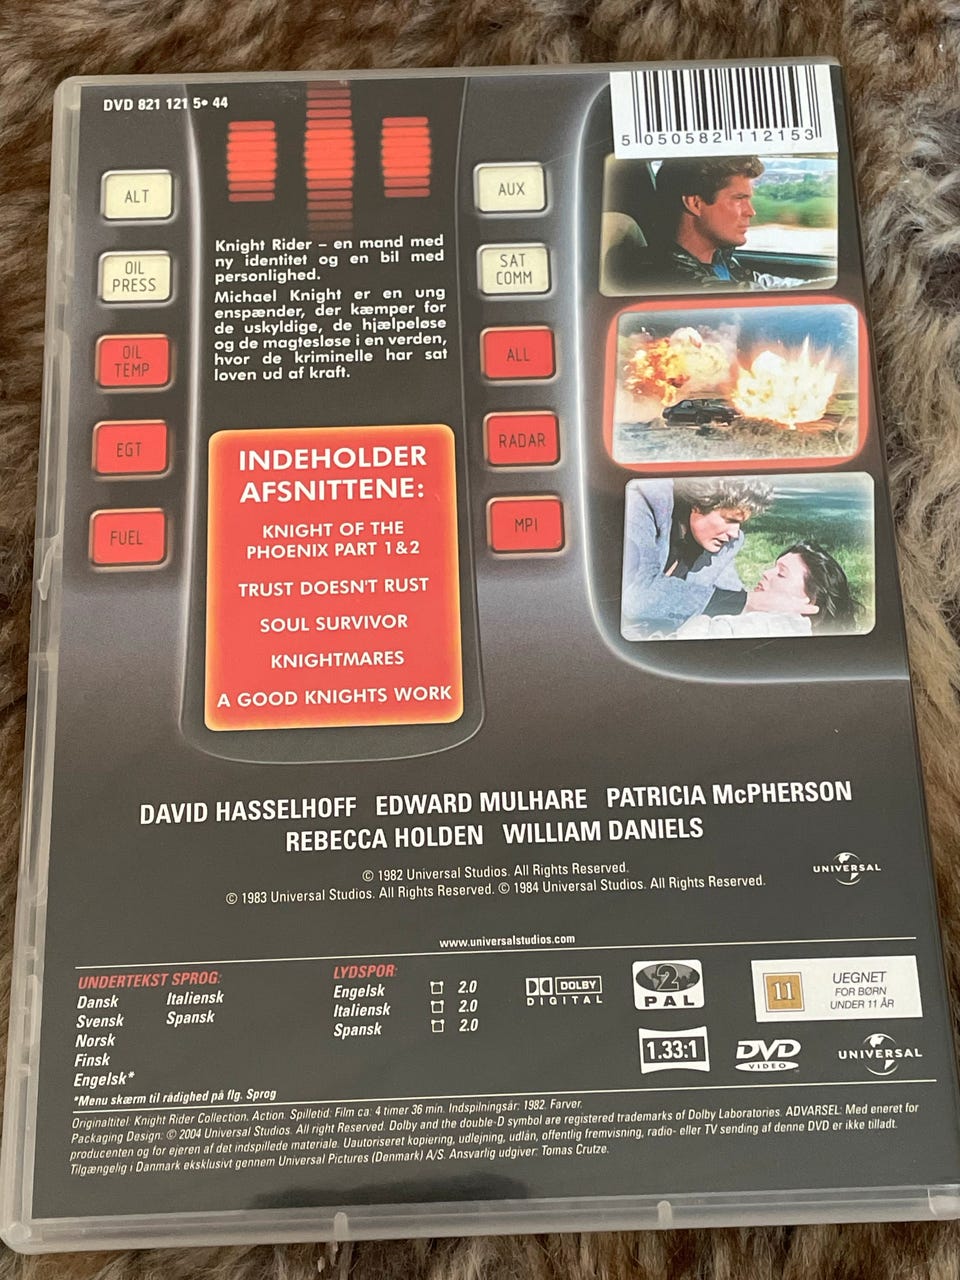 DVD 821 121 5• 44
5 050582 112153
ALT
OIL
PRESS
OIL
TEMP
EGT
FUEL
AUX
SAT
COMM
ALL
RADAR
MPI
Knight Rider – en mand med
ny identitet og en bil med
personlighed.
Michael Knight er en ung
enspænder, der kæmper for
de uskyldige, de hjælpeløse
og de magtesløse i en verden,
hvor de kriminelle har sat
loven ud af kraft.
INDEHOLDER
AFSNITTENE:
KNIGHT OF THE
PHOENIX PART 1&2
TRUST DOESN'T RUST
SOUL SURVIVOR
KNIGHTMARES
A GOOD KNIGHTS WORK
DAVID HASSELHOFF EDWARD MULHARE PATRICIA McPHERSON
REBECCA HOLDEN WILLIAM DANIELS
© 1982 Universal Studios. All Rights Reserved.
© 1983 Universal Studios. All Rights Reserved. © 1984 Universal Studios. All Rights Reserved.
UNIVERSAL
www.universalstudios.com
UNDERTEKST SPROG:
Dansk Italiensk
Svensk Spansk
Norsk
Finsk
Engelsk*
*Menu skærm til rådighed på flg. Sprog
LYDSPOR:
Engelsk 2.0
Italiensk 2.0
Spansk 2.0
DOLBY
DIGITAL
2
PAL
11
UEGNET
FOR BØRN
UNDER 11 ÅR
1.33:1
DVD
VIDEO
UNIVERSAL
Originaltitel: Knight Rider Collection, Action. Spilletid: Film ca: 4 timer 36 min. Indspilningsår: 1982. Farver.
Packaging Design: © 2004 Universal Studios. All right Reserved. Dolby and the double-D symbol are registered trademarks of Dolby Laboratories. ADVARSEL: Med eneret for
producenten og for ejeren af det indspillede materiale. Uautoriseret kopiering, udlejning, udlån, offentlig fremvisning, radio- eller TV sending af denne DVD er ikke tilladt.
Tilgængelig i Danmark eksklusivt gennem Universal Pictures (Denmark) A/S. Ansvarlig udgiver: Tomas Crutze.